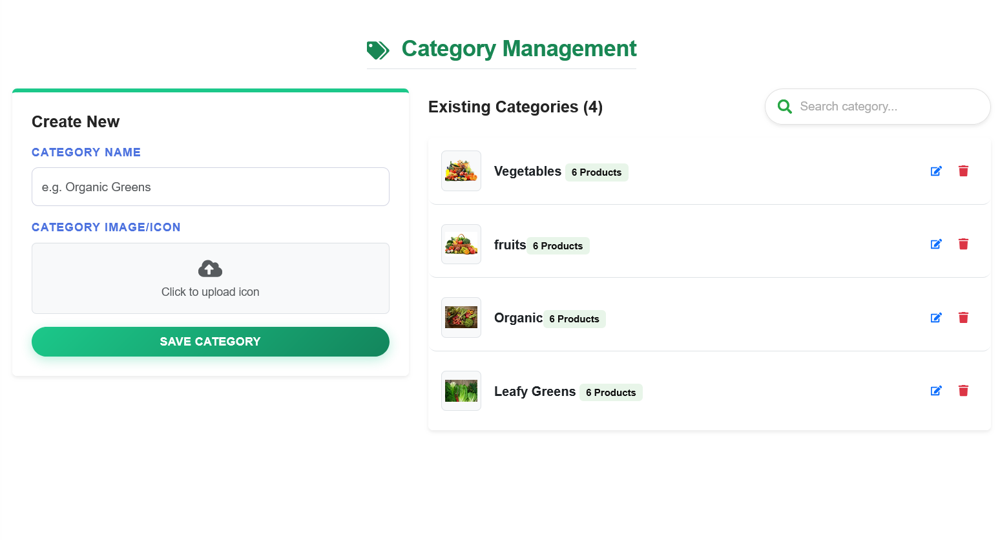 Category Management
Create New
CATEGORY NAME
e.g. Organic Greens
CATEGORY IMAGE/ICON
Click to upload icon
SAVE CATEGORY
Existing Categories (4)
Search category...
Vegetables 6 Products
fruits 6 Products
Organic 6 Products
Leafy Greens 6 Products